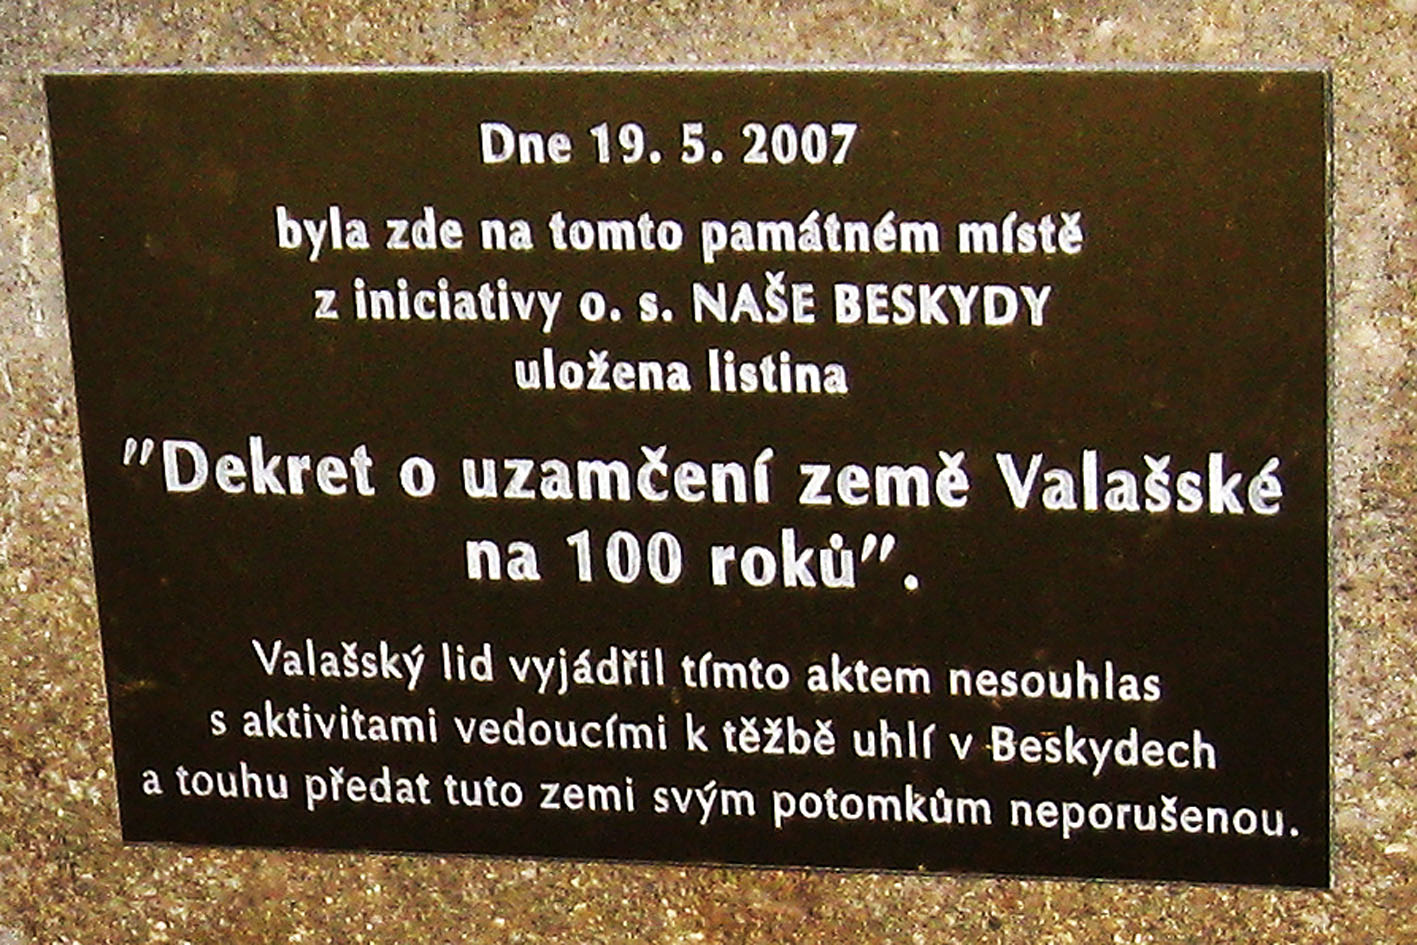 Dne 19. 5. 2007
byla zde na tomto památném místě
z iniciativy o. s. NAŠE BESKYDY
uložena listina
"Dekret o uzamčení země Valašské
na 100 roků".
Valašský lid vyjádřil tímto aktem nesouhlas
s aktivitami vedoucími k těžbě uhlí v Beskydech
a touhu předat tuto zemi svým potomkům neporušenou.